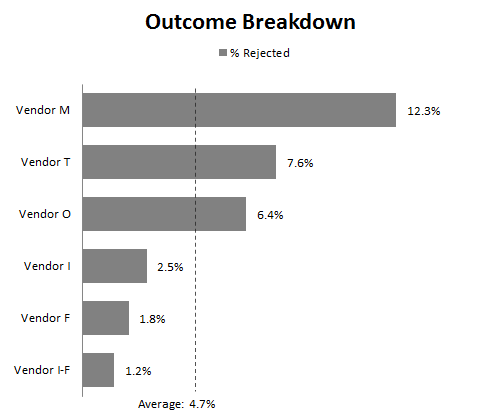 Outcome Breakdown
% Rejected
Vendor M 12.3%
Vendor T 7.6%
Vendor O 6.4%
Vendor I 2.5%
Vendor F 1.8%
Vendor I-F 1.2%
Average: 4.7%